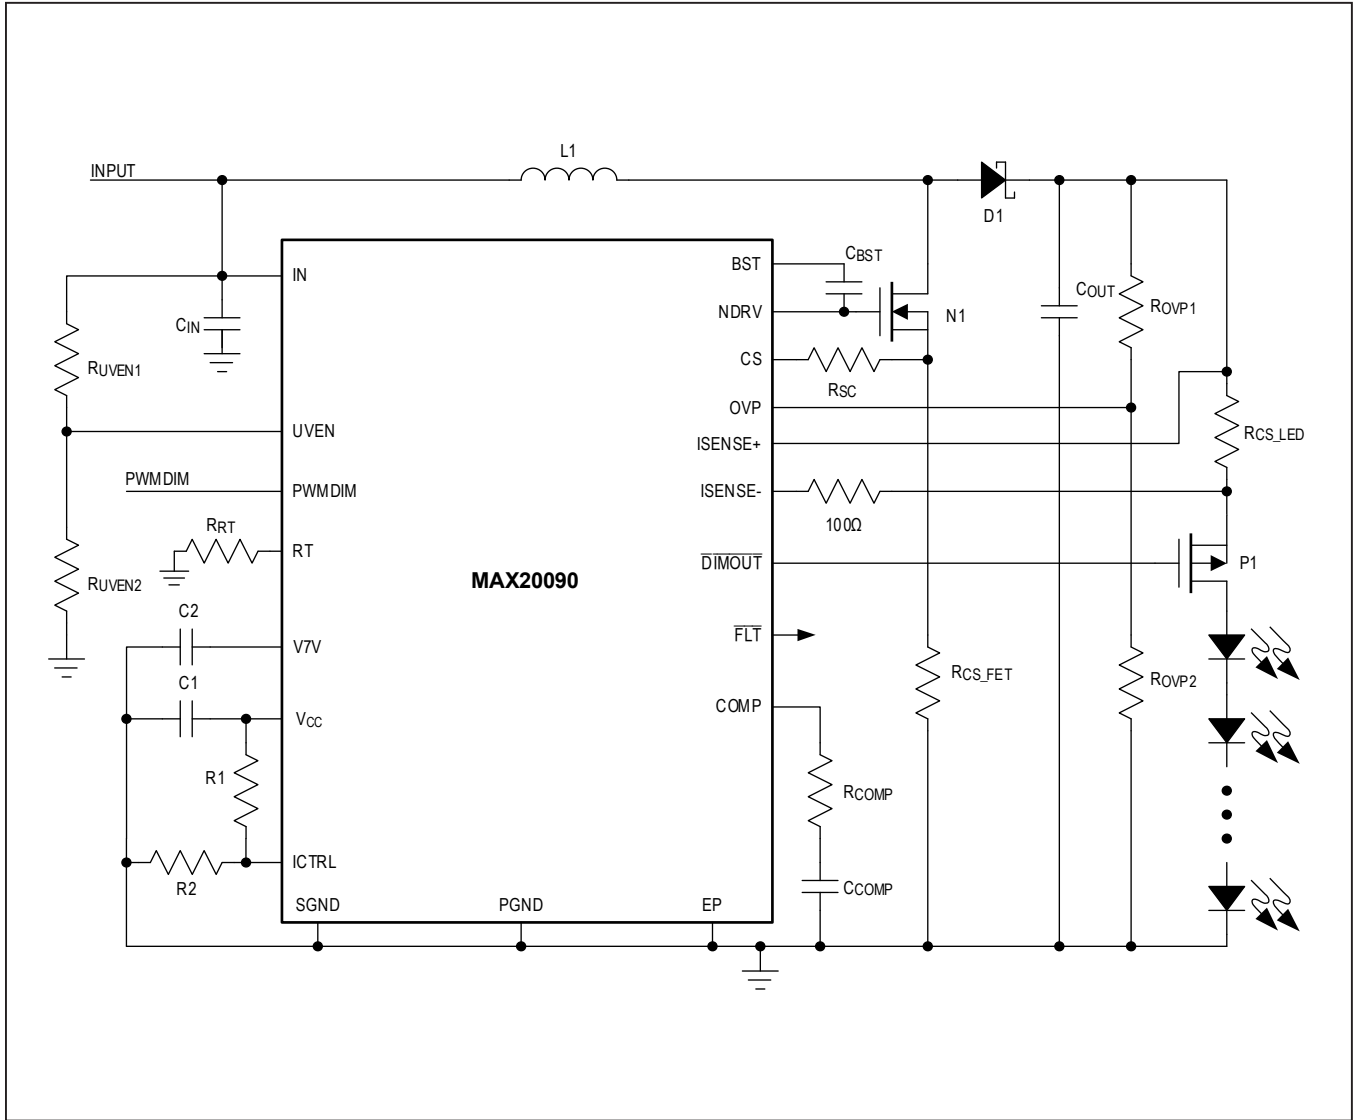 L1
INPUT
D1
BST
CBST
IN
COUT
NDRV
N1
ROVP1
CIN
CS
RUVEN1
RSC
OVP
UVEN
ISENSE+
RCS_LED
PWMDIM
PWMDIM
ISENSE-
100Ω
RRT
RT
DIMOUT
P1
MAX20090
RUVEN2
C2
V7V
FLT
C1
RCS_FET
ROVP2
VCC
COMP
R1
RCOMP
ICTRL
R2
CCOMP
SGND
PGND
EP